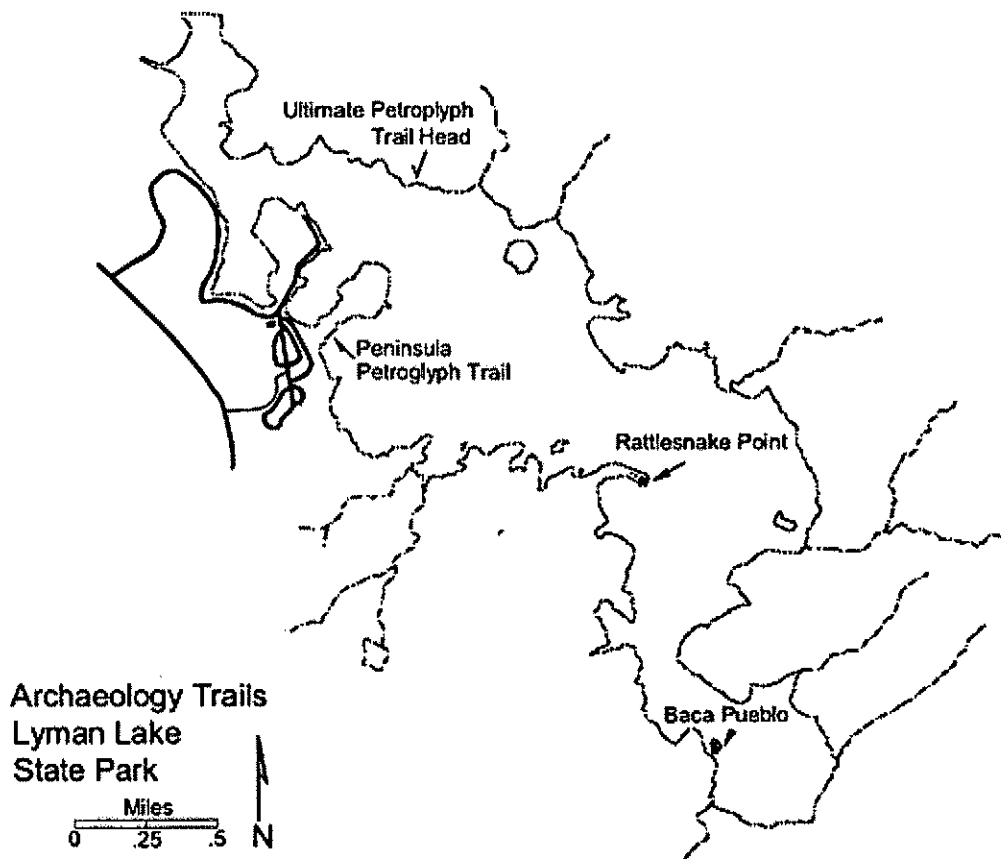 Ultimate Petroplyph
Trail Head
Peninsula
Petroglyph Trail
Rattlesnake Point
Baca Pueblo
Archaeology Trails
Lyman Lake
State Park
Miles
0 .25 .5
N